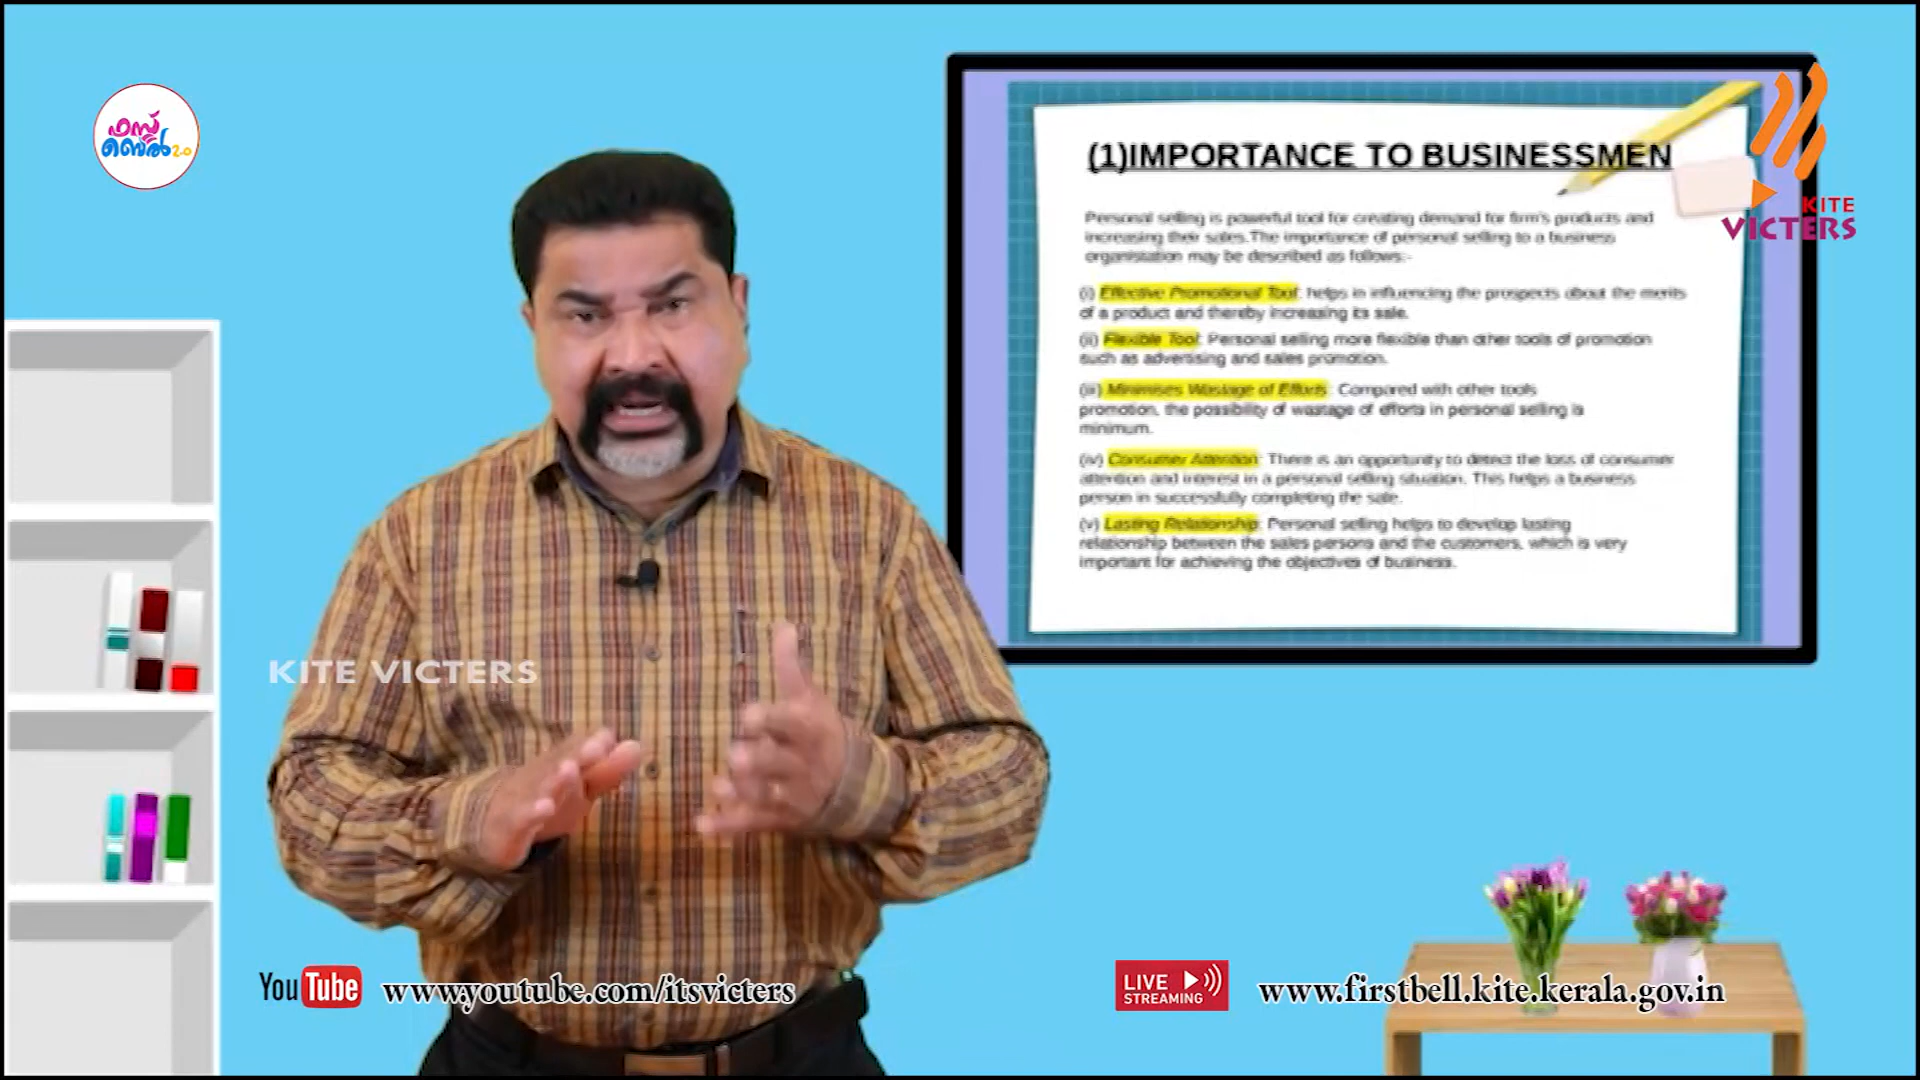 ഫസ്റ്റ്
ബെൽ 2.0
(1)IMPORTANCE TO BUSINESSMEN
Personal selling is powerful tool for creating demand for firm's products and
increasing their sales.The importance of personal selling to a business
organisation may be described as follows:-
(i) Effective Promotional Tool: helps in influencing the prospects about the merits
of a product and thereby increasing its sale.
(ii) Flexible Tool: Personal selling more flexible than other tools of promotion
such as advertising and sales promotion.
(iii) Minimises Wastage of Efforts: Compared with other tools
promotion, the possibility of wastage of efforts in personal selling is
minimum.
(iv) Consumer Attention: There is an opportunity to detect the loss of consumer
attention and interest in a personal selling situation. This helps a business
person in successfully completing the sale.
(v) Lasting Relationship: Personal selling helps to develop lasting
relationship between the sales persons and the customers, which is very
important for achieving the objectives of business.
KITE
VICTERS
KITE VICTERS
YouTube www.youtube.com/itsvicters
LIVE
STREAMING
www.firstbell.kite.kerala.gov.in